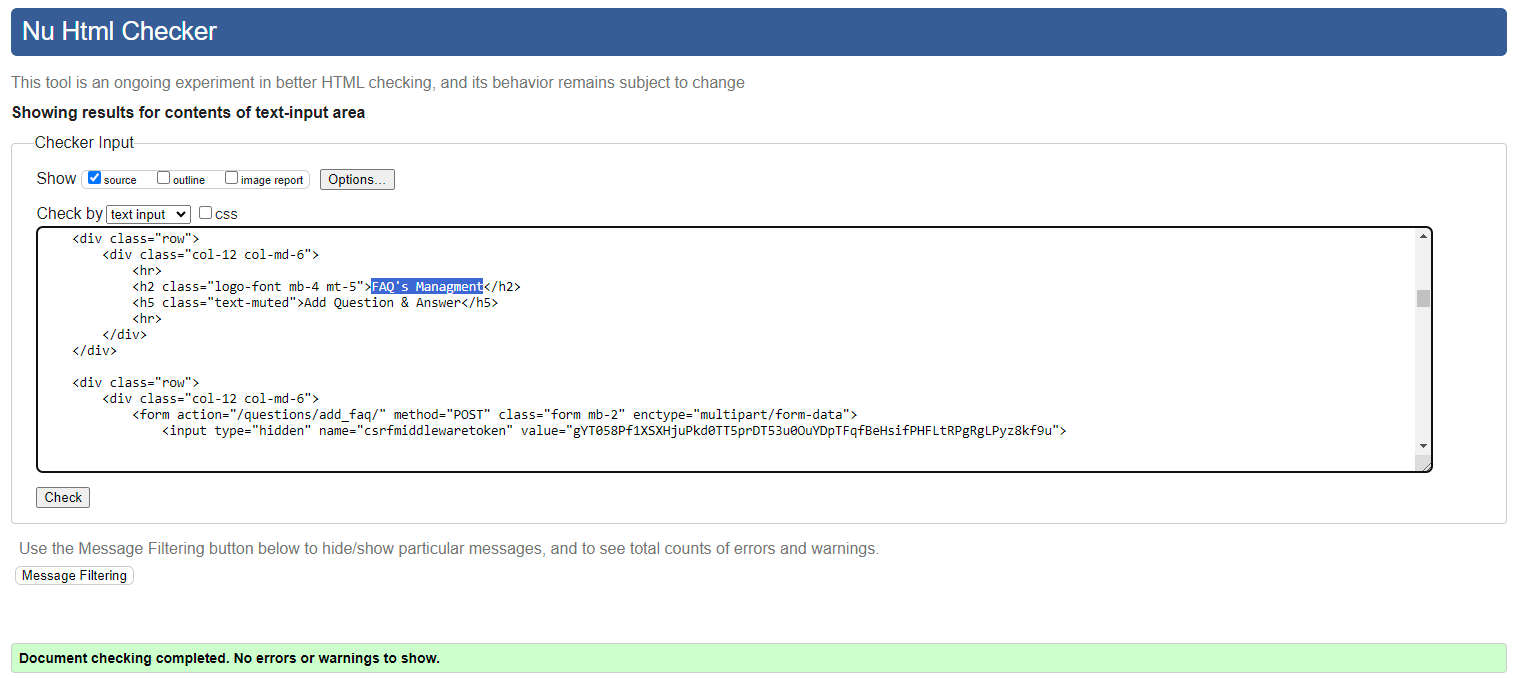 Nu Html Checker
This tool is an ongoing experiment in better HTML checking, and its behavior remains subject to change
Showing results for contents of text-input area
Checker Input
Show source outline image report Options...
Check by text input css
<div class="row">
<div class="col-12 col-md-6">
<hr>
<h2 class="logo-font mb-4 mt-5">FAQ's Managment</h2>
<h5 class="text-muted">Add Question & Answer</h5>
<hr>
</div>
</div>
<div class="row">
<div class="col-12 col-md-6">
<form action="/questions/add_faq/" method="POST" class="form mb-2" enctype="multipart/form-data">
<input type="hidden" name="csrfmiddlewaretoken" value="gYT058Pf1XSXHjuPkd0TT5prDT53u0OuYDpTFqfBeHsifPHFLtRPgRgLPyz8kf9u">
Check
Use the Message Filtering button below to hide/show particular messages, and to see total counts of errors and warnings.
Message Filtering
Document checking completed. No errors or warnings to show.